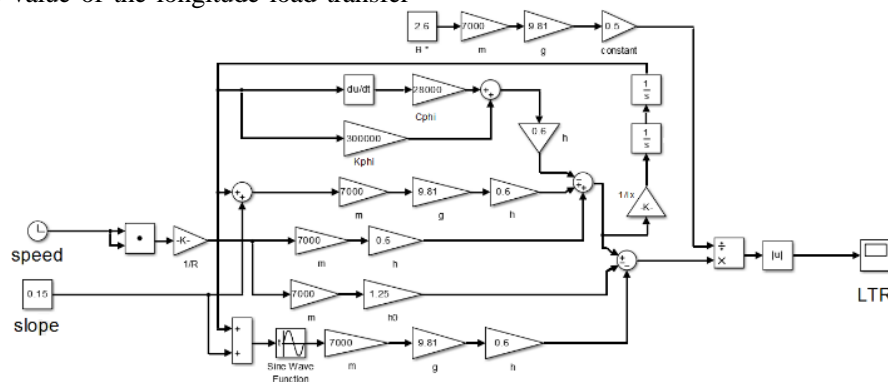 value of the longitude load transfer
2.6 7000 9.81 0.5
B * m g constant
du/dt 28000 + +
Cphi
1
s
300000
Kphi
0.6 h
1
s
1/Ix -K-
+ + 7000 9.81 0.6 − + +
m g h
speed
-K- 7000 0.6
1/R m h
÷ × |u|
LTR
0.15 7000 1.25 + −
slope m h0
+ + 7000 9.81 0.6
Sine Wave
Function
m g h